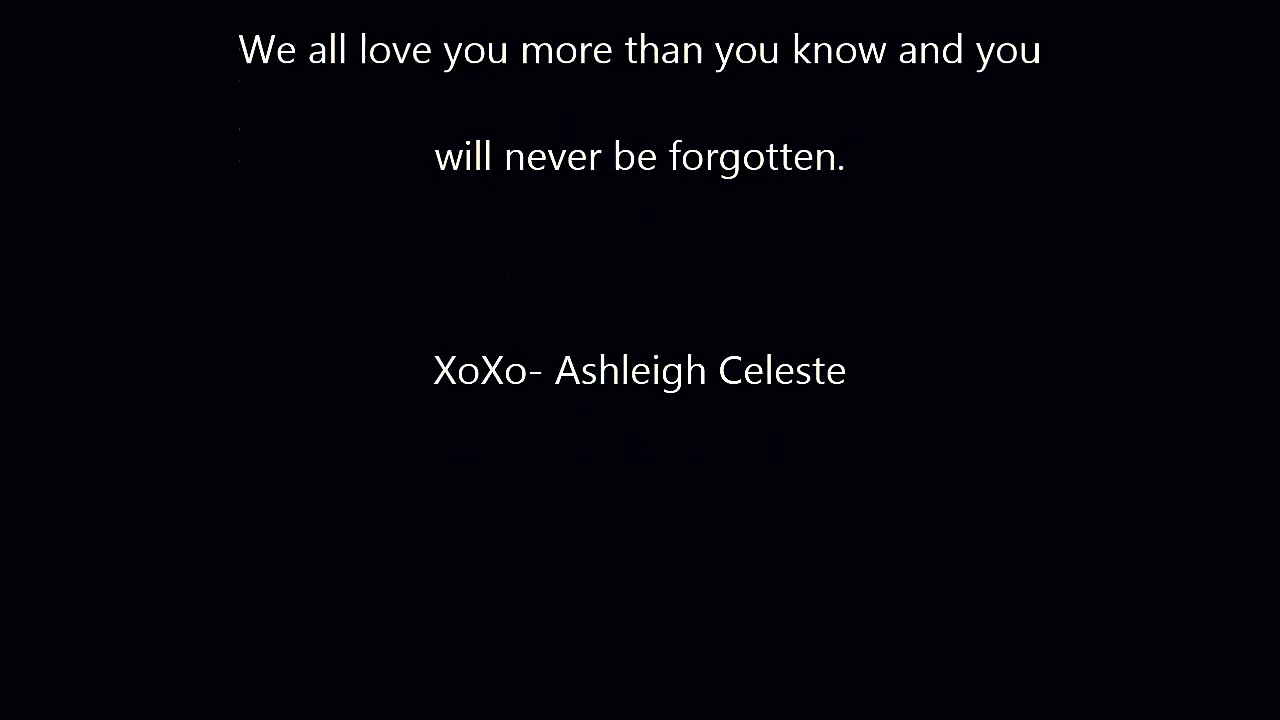 We all love you more than you know and you
will never be forgotten.
XoXo- Ashleigh Celeste